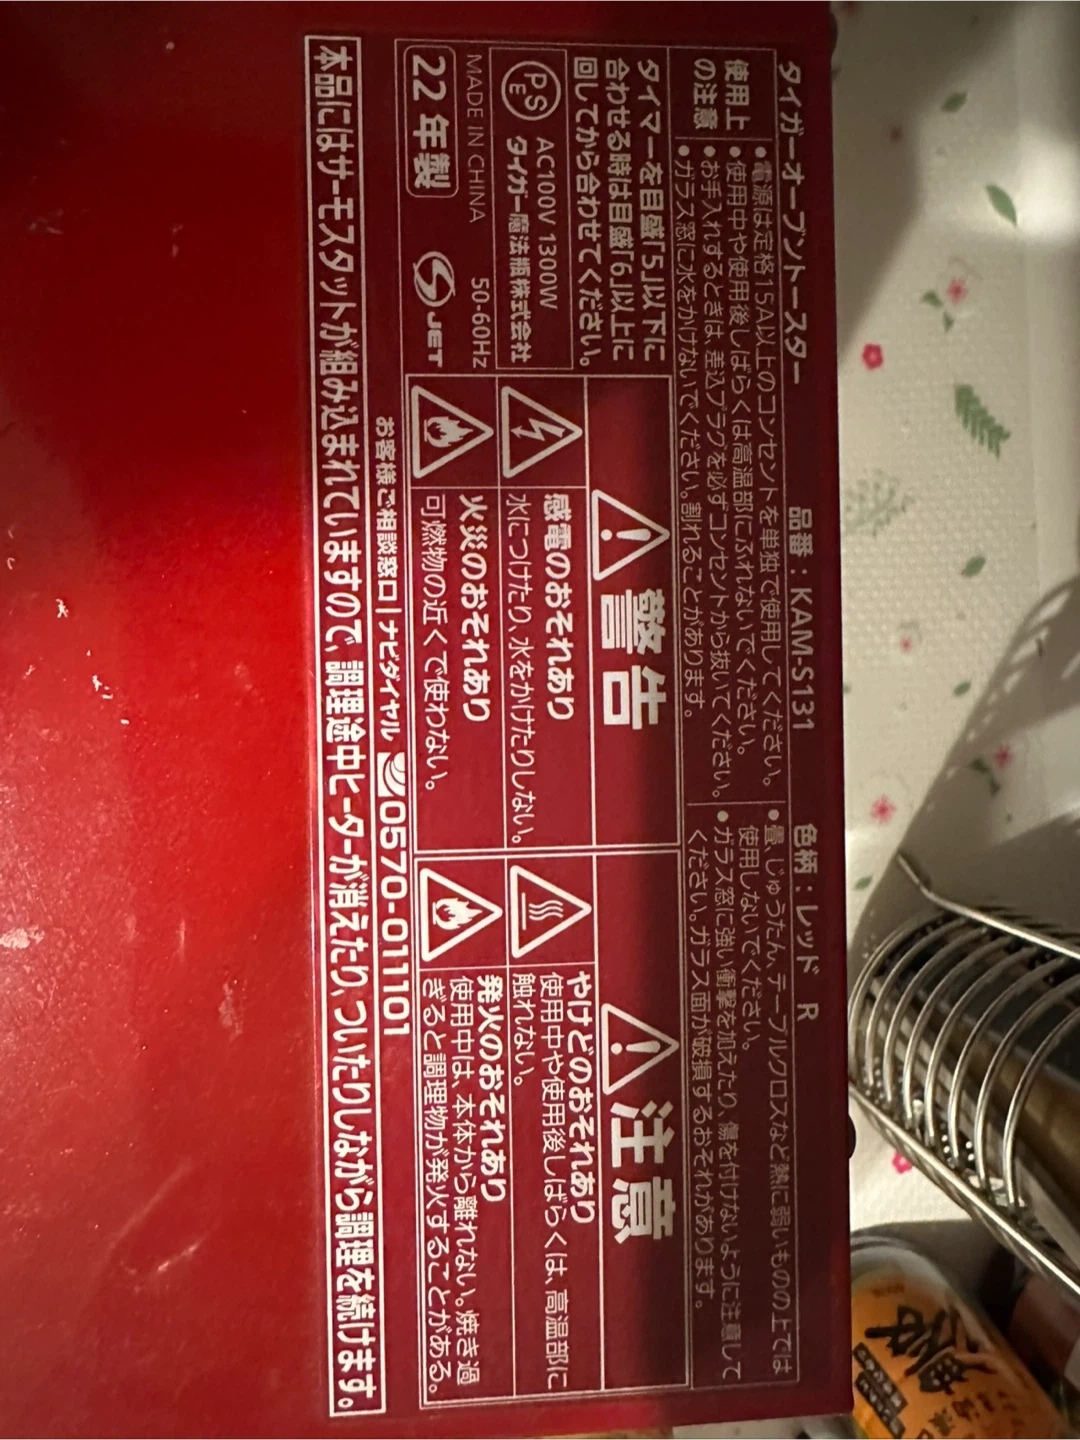 タイガーオーブントースター 品番：KAM-S131 色柄：レッド R
使用上の注意
●電源は定格15A以上のコンセントを単独で使用してください。
●使用中や使用後しばらくは高温部にふれないでください。
●お手入れするときは、差込プラグを必ずコンセントから抜いてください。
●ガラス窓に水をかけないでください。割れることがあります。
●畳、じゅうたん、テーブルクロスなど熱に弱いものの上では
使用しないでください。
●ガラス窓に強い衝撃を加えたり、傷を付けないように注意して
ください。ガラス面が破損するおそれがあります。
タイマーを目盛「5」以下に
合わせる時は目盛「6」以上に
回してから合わせてください。
PSE AC100V 1300W
タイガー魔法瓶株式会社
MADE IN CHINA 50-60Hz
22年製 JET
警告
感電のおそれあり
水につけたり、水をかけたりしない。
火災のおそれあり
可燃物の近くで使わない。
注意
やけどのおそれあり
使用中や使用後しばらくは、高温部に
触れない。
発火のおそれあり
使用中は、本体から離れない。焼き過
ぎると調理物が発火することがある。
お客様ご相談窓口|ナビダイヤル 0570-011101
本品にはサーモスタットが組み込まれていますので、調理途中ヒーターが消えたり、ついたりしながら調理を続けます。